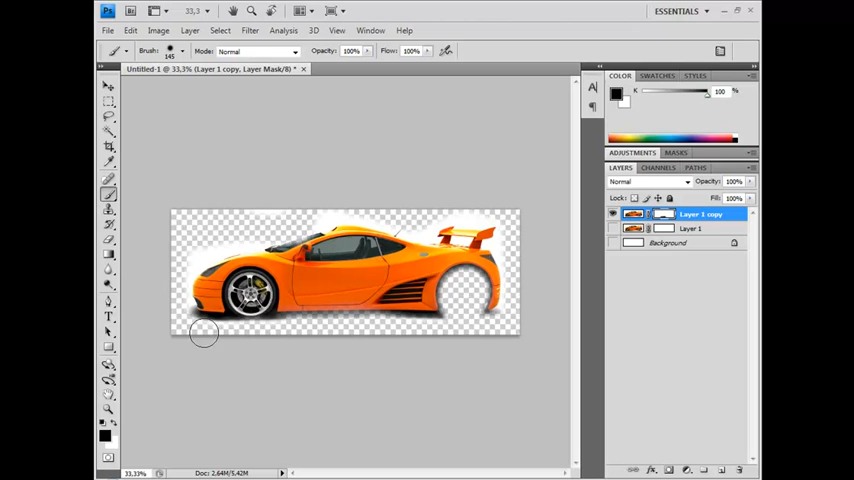 Ps Br 33,3 ESSENTIALS
File Edit Image Layer Select Filter Analysis 3D View Window Help
Brush: 145 Mode: Normal Opacity: 100% Flow: 100%
Untitled-1 @ 33,3% (Layer 1 copy, Layer Mask/8) * ×
COLOR SWATCHES STYLES
K 100 %
ADJUSTMENTS MASKS
LAYERS CHANNELS PATHS
Normal Opacity: 100%
Lock: Fill: 100%
Layer 1 copy
Layer 1
Background
33,33% Doc: 2,64M/5,42M